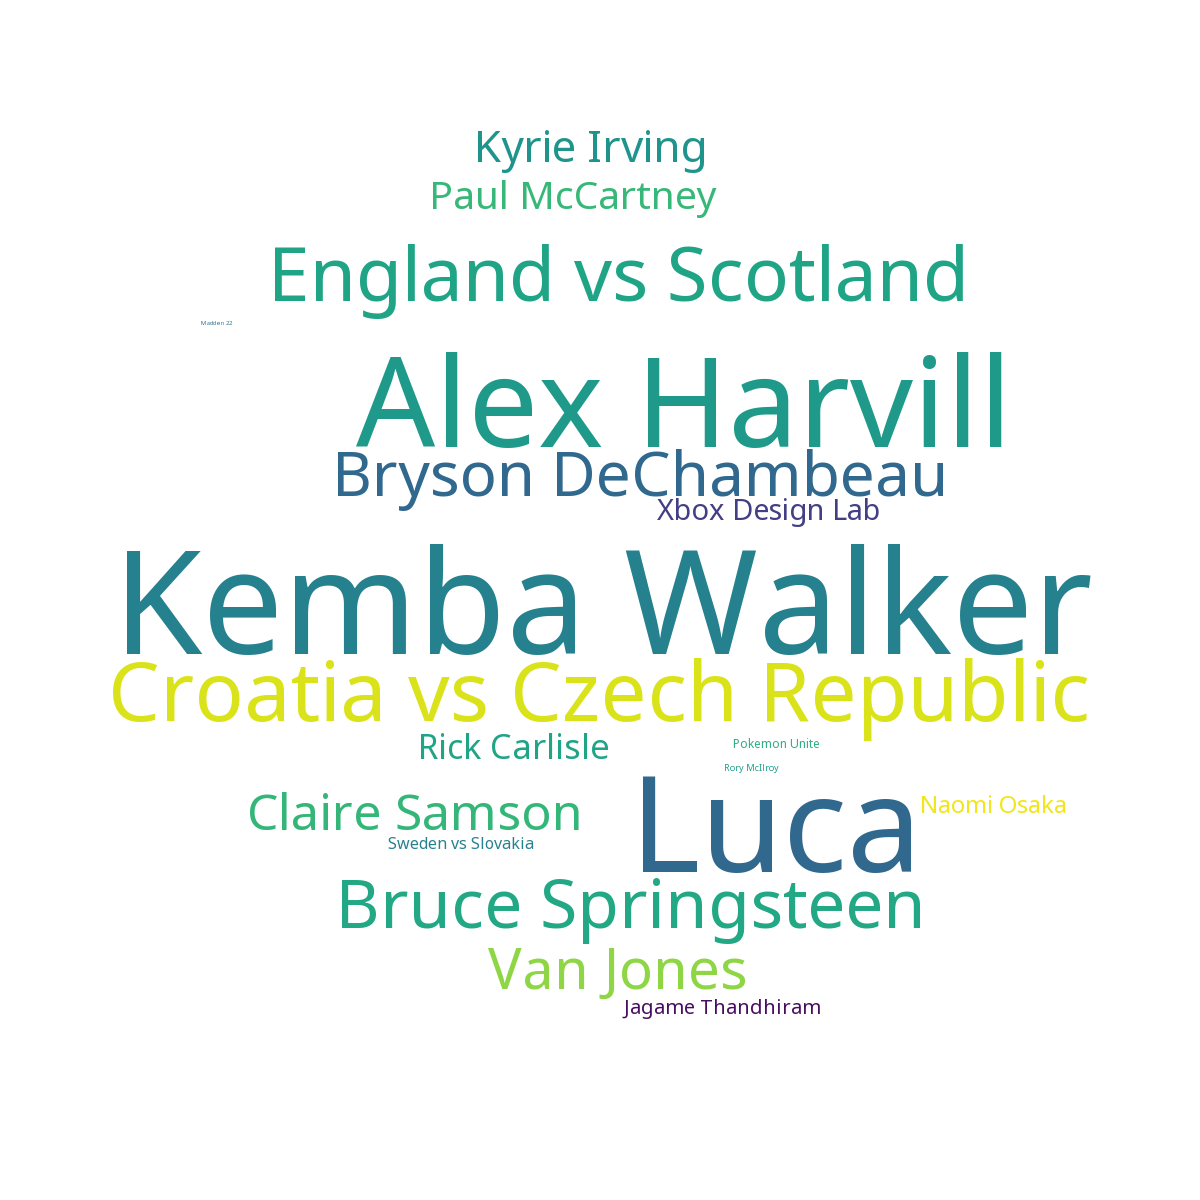 Kyrie Irving
Paul McCartney
England vs Scotland
Madden 22
Alex Harvill
Bryson DeChambeau
Xbox Design Lab
Kemba Walker
Croatia vs Czech Republic
Rick Carlisle
Pokemon Unite
Rory McIlroy
Luca
Naomi Osaka
Claire Samson
Sweden vs Slovakia
Bruce Springsteen
Van Jones
Jagame Thandhiram